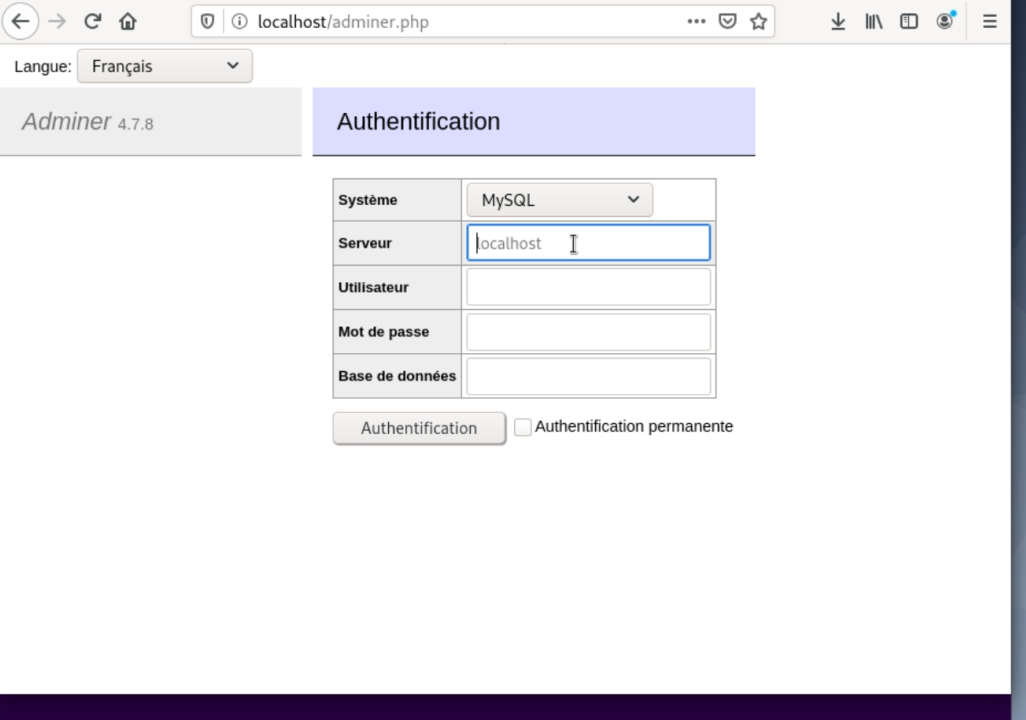 localhost/adminer.php
Langue: Français
Adminer 4.7.8
Authentification
Système MySQL
Serveur localhost
Utilisateur
Mot de passe
Base de données
Authentification Authentification permanente